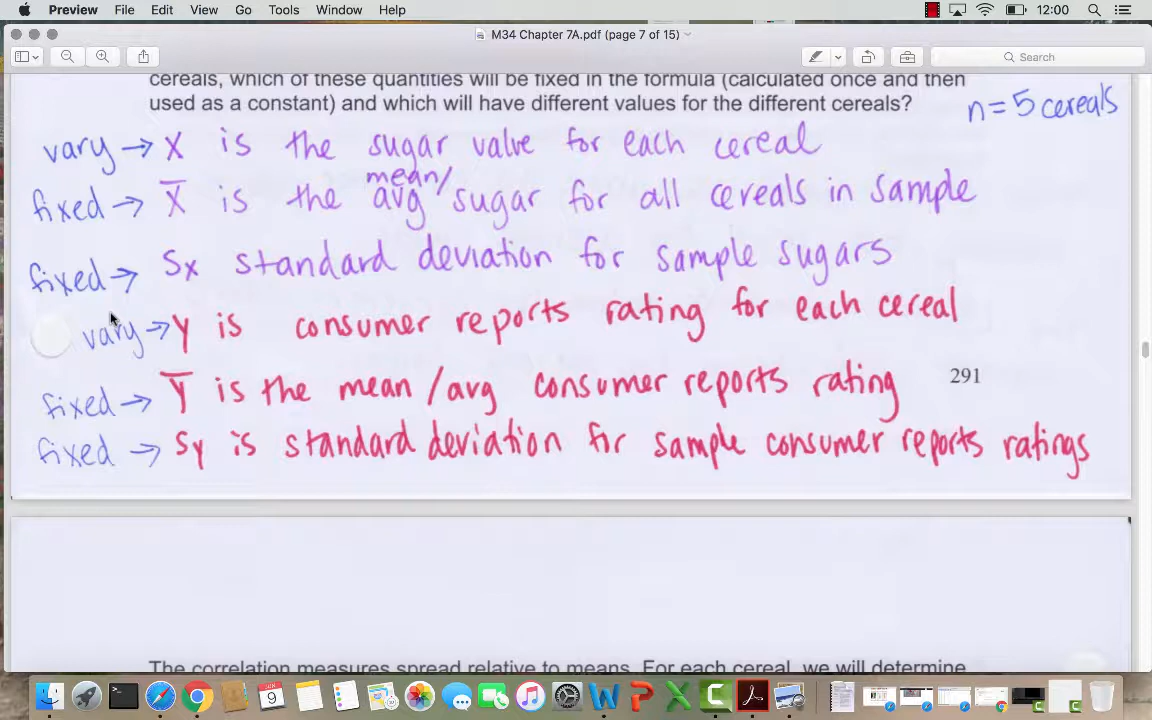 Preview File Edit View Go Tools Window Help 12:00
M34 Chapter 7A.pdf (page 7 of 15)
Search
cereals, which of these quantities will be fixed in the formula (calculated once and then
used as a constant) and which will have different values for the different cereals?
n = 5 cereals
vary → X is the sugar value for each cereal
fixed → X̅ is the mean/avg sugar for all cereals in sample
fixed → Sx standard deviation for sample sugars
vary → Y is consumer reports rating for each cereal
fixed → Y̅ is the mean/avg consumer reports rating
291
fixed → Sy is standard deviation for sample consumer reports ratings
The correlation measures spread relative to means. For each cereal, we will determine